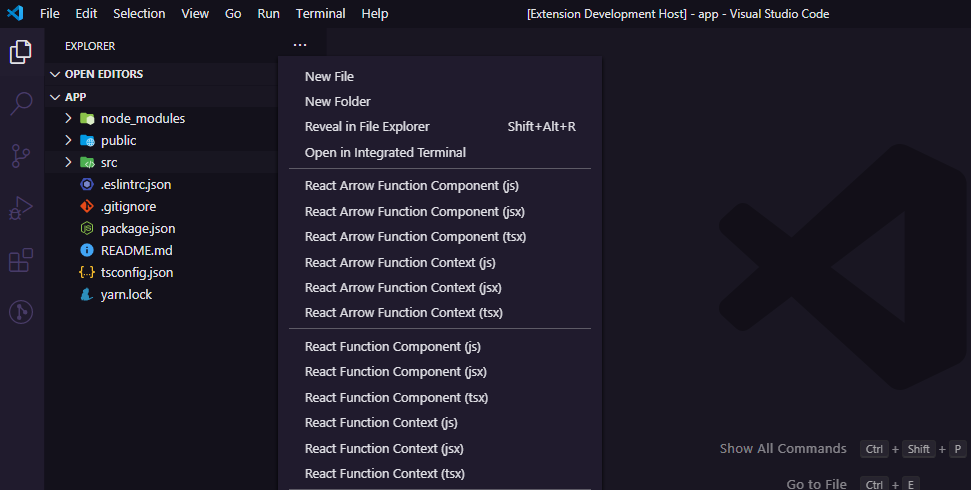 File Edit Selection View Go Run Terminal Help [Extension Development Host] - app - Visual Studio Code
EXPLORER ···
OPEN EDITORS
APP
node_modules
public
src
.eslintrc.json
.gitignore
package.json
README.md
tsconfig.json
yarn.lock
New File
New Folder
Reveal in File Explorer Shift+Alt+R
Open in Integrated Terminal
React Arrow Function Component (js)
React Arrow Function Component (jsx)
React Arrow Function Component (tsx)
React Arrow Function Context (js)
React Arrow Function Context (jsx)
React Arrow Function Context (tsx)
React Function Component (js)
React Function Component (jsx)
React Function Component (tsx)
React Function Context (js)
React Function Context (jsx)
React Function Context (tsx)
Show All Commands Ctrl + Shift + P
Go to File Ctrl + E